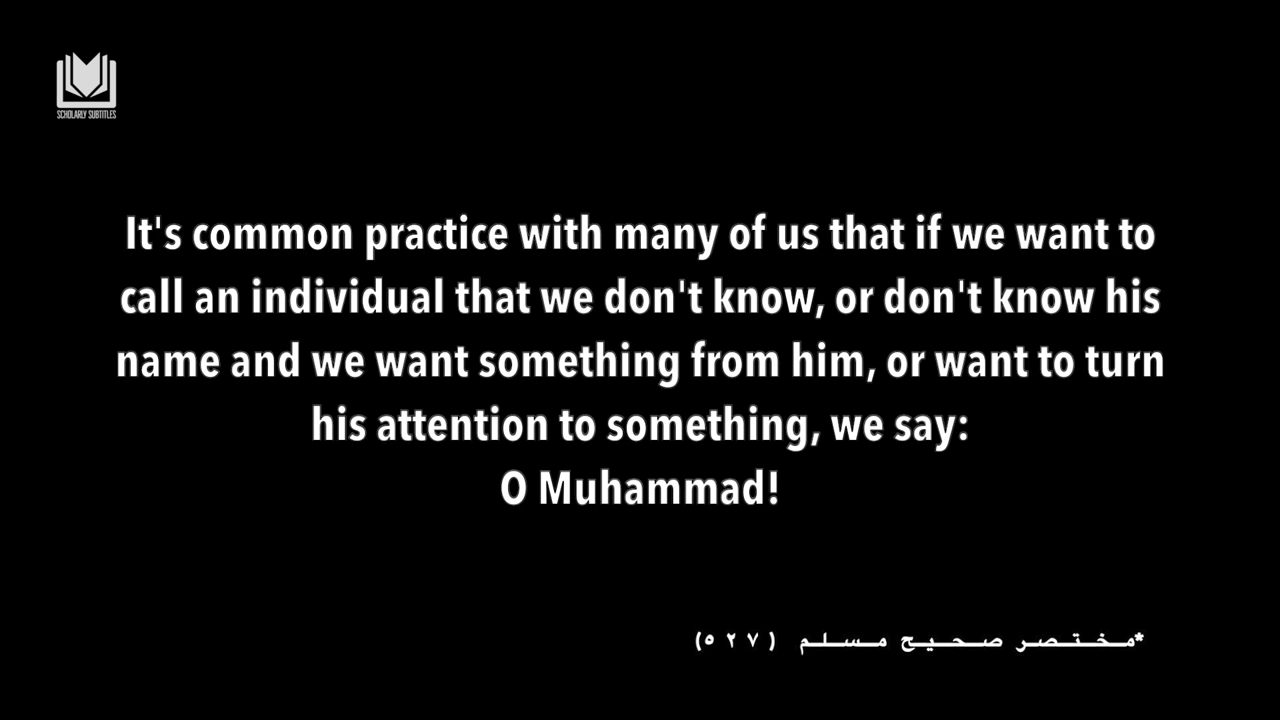 SCHOLARLY SUBTITLES
It's common practice with many of us that if we want to
call an individual that we don't know, or don't know his
name and we want something from him, or want to turn
his attention to something, we say:
O Muhammad!
*مختصر صحيح مسلم (٥٢٧)